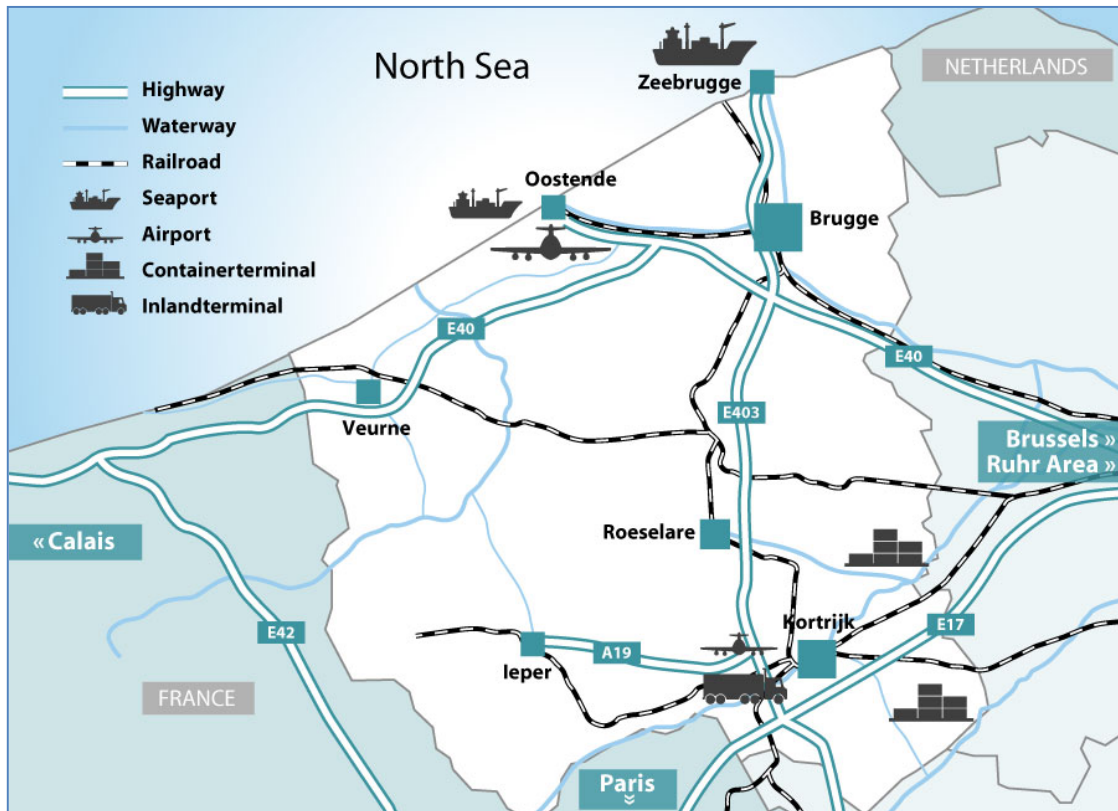 North Sea
NETHERLANDS
Zeebrugge
Highway
Waterway
Railroad
Seaport
Airport
Containerterminal
Inlandterminal
Oostende
Brugge
E40
E40
Veurne
E403
Brussels »
Ruhr Area »
Roeselare
« Calais
Kortrijk
E42
A19
E17
Ieper
FRANCE
Paris
»